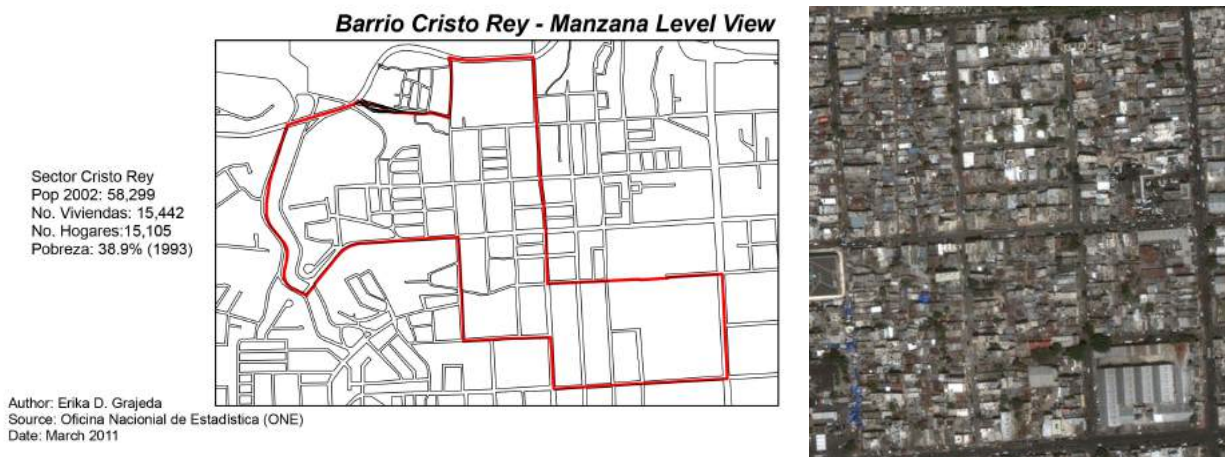 Barrio Cristo Rey - Manzana Level View
Sector Cristo Rey
Pop 2002: 58,299
No. Viviendas: 15,442
No. Hogares:15,105
Pobreza: 38.9% (1993)
Author: Erika D. Grajeda
Source: Oficina Nacionial de Estadística (ONE)
Date: March 2011